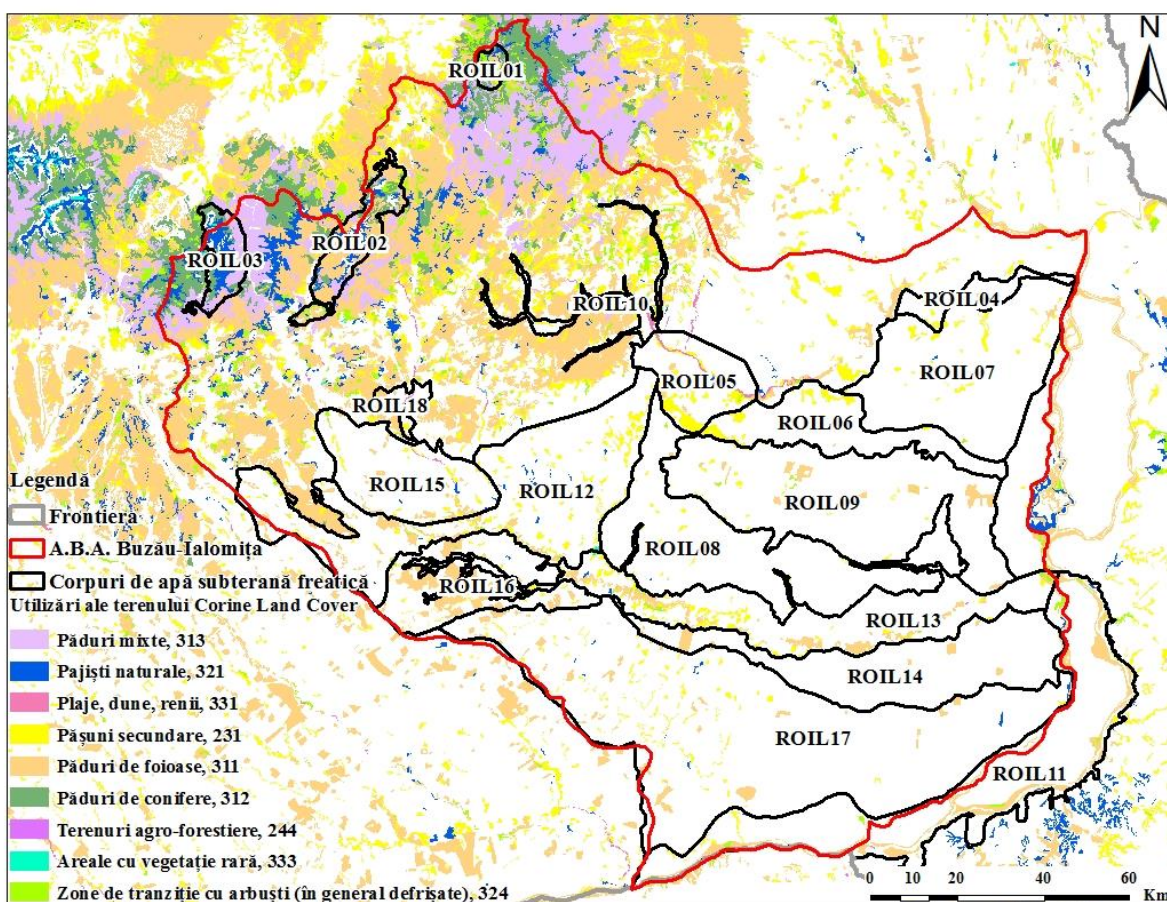 N
ROIL01
ROIL02
ROIL03
ROIL10
ROIL04
ROIL07
ROIL05
ROIL06
ROIL18
ROIL15
ROIL12
ROIL09
ROIL08
ROIL16
ROIL13
ROIL14
ROIL17
ROIL11
Legendă
Frontiera
A.B.A. Buzău-Ialomița
Corpuri de apă subterană freatică
Utilizări ale terenului Corine Land Cover
Păduri mixte, 313
Pajiști naturale, 321
Plaje, dune, renii, 331
Pășuni secundare, 231
Păduri de foioase, 311
Păduri de conifere, 312
Terenuri agro-forestiere, 244
Areale cu vegetație rară, 333
Zone de tranziție cu arbuști (în general defrișate), 324
0 10 20 40 60
Km